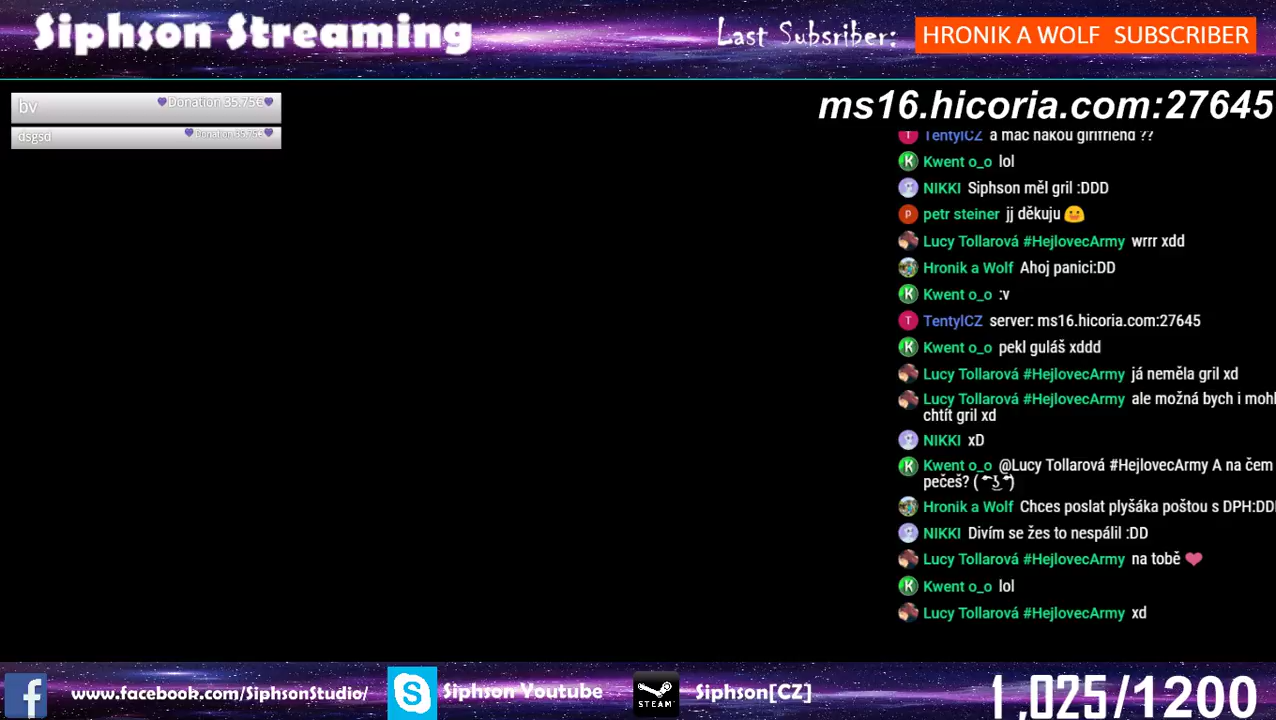 Siphson Streaming
Last Subsriber:
HRONIK A WOLF SUBSCRIBER
bv
Donation 35.75€
dsgsd
Donation 35.75€
ms16.hicoria.com:27645
TentylCZ a mac nakou girlfriend ??
Kwent o_o lol
NIKKI Siphson měl gril :DDD
petr steiner jj děkuju
Lucy Tollarová #HejlovecArmy wrrr xdd
Hronik a Wolf Ahoj panici:DD
Kwent o_o :v
TentylCZ server: ms16.hicoria.com:27645
Kwent o_o pekl guláš xddd
Lucy Tollarová #HejlovecArmy já neměla gril xd
Lucy Tollarová #HejlovecArmy ale možná bych i mohl
chtít gril xd
NIKKI xD
Kwent o_o @Lucy Tollarová #HejlovecArmy A na čem
pečeš? ( ͡° ͜ʖ ͡°)
Hronik a Wolf Chces poslat plyšáka poštou s DPH:DD
NIKKI Divím se žes to nespálil :DD
Lucy Tollarová #HejlovecArmy na tobě
Kwent o_o lol
Lucy Tollarová #HejlovecArmy xd
www.facebook.com/SiphsonStudio/
Siphson Youtube
STEAM
Siphson[CZ]
1,025/1200